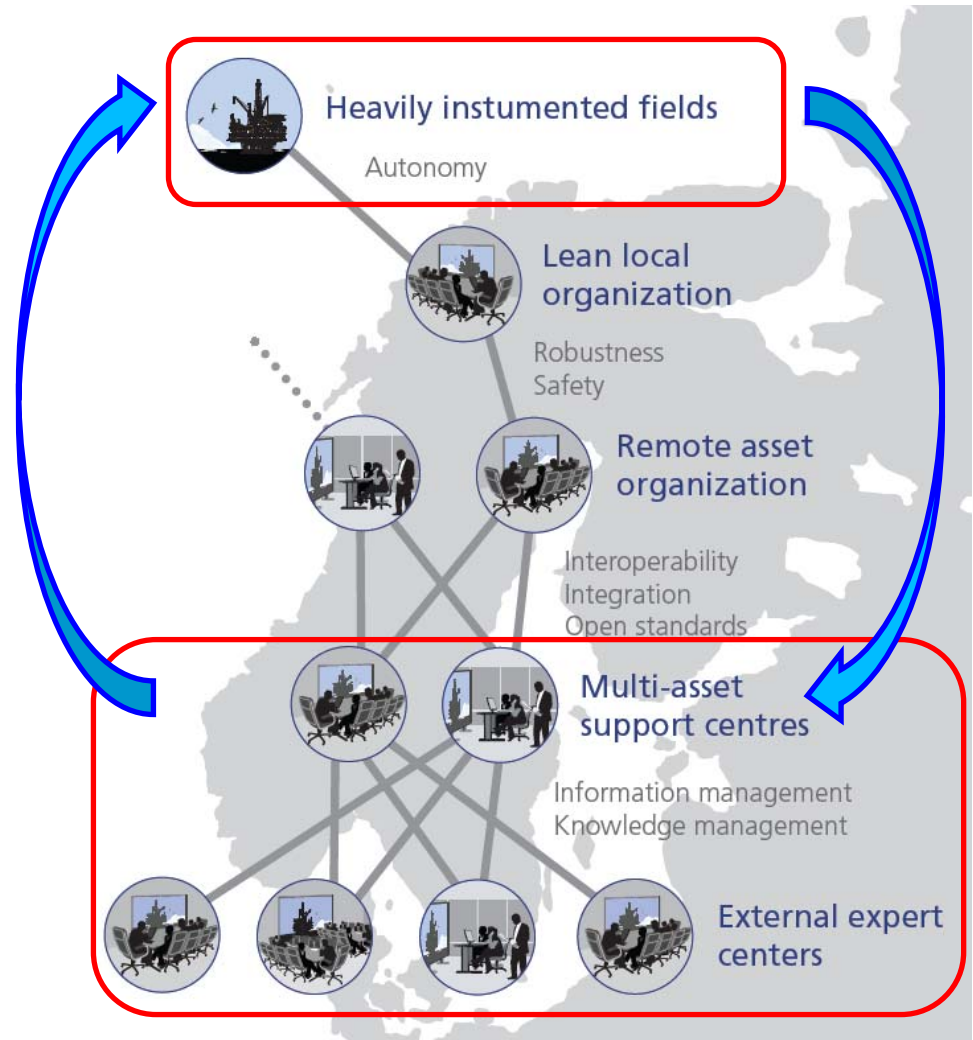 Heavily instumented fields
Autonomy
Lean local
organization
Robustness
Safety
Remote asset
organization
Interoperability
Integration
Open standards
Multi-asset
support centres
Information management
Knowledge management
External expert
centers